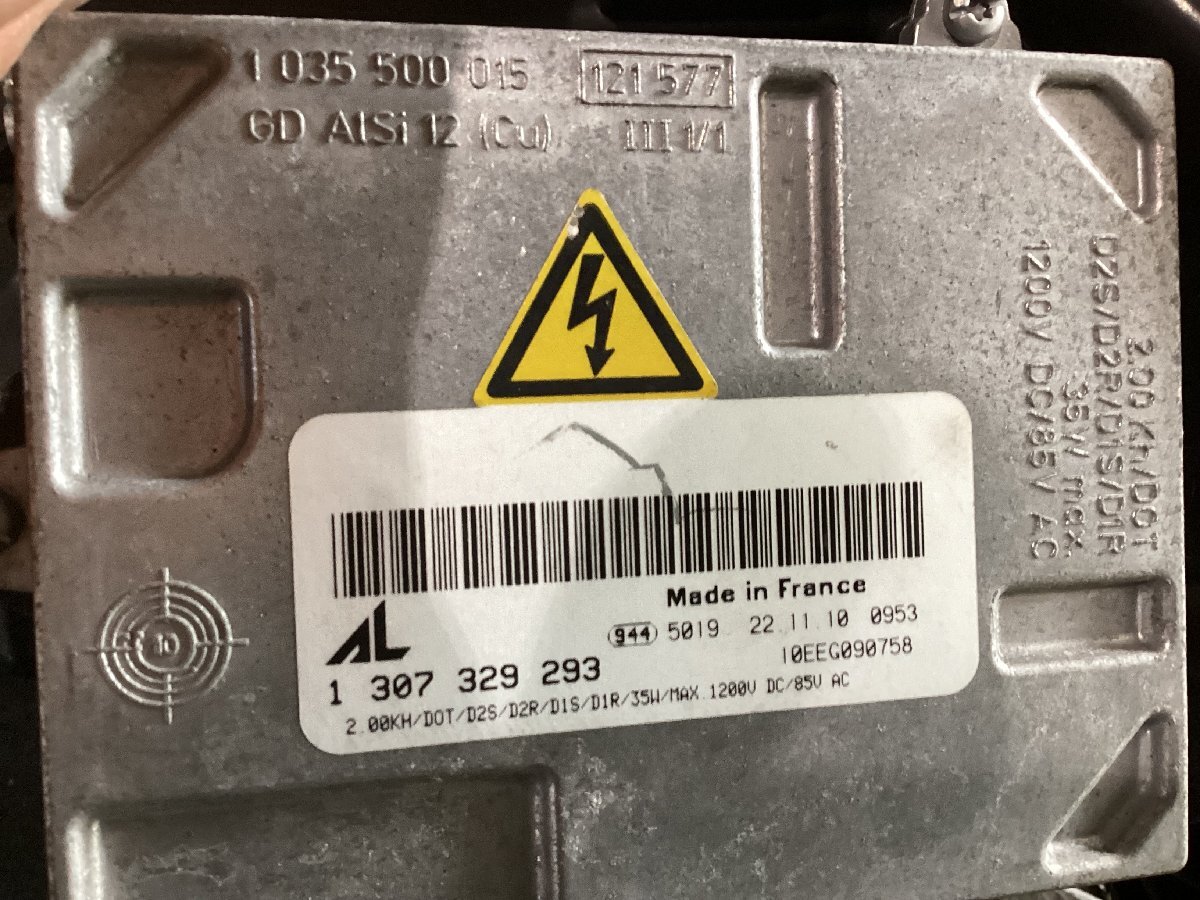 1 035 500 015 121 577
GD AlSi 12 (Cu) III 1/1
2.00 Kh/DOT
D2S/D2R/D1S/D1R
35W max.
1200V DC/85V AC
10
Made in France
AL
944 5019 22.11.10 0953
10EEG090758
1 307 329 293
2.00KH/DOT/D2S/D2R/D1S/D1R/35W/MAX.1200V DC/85V AC